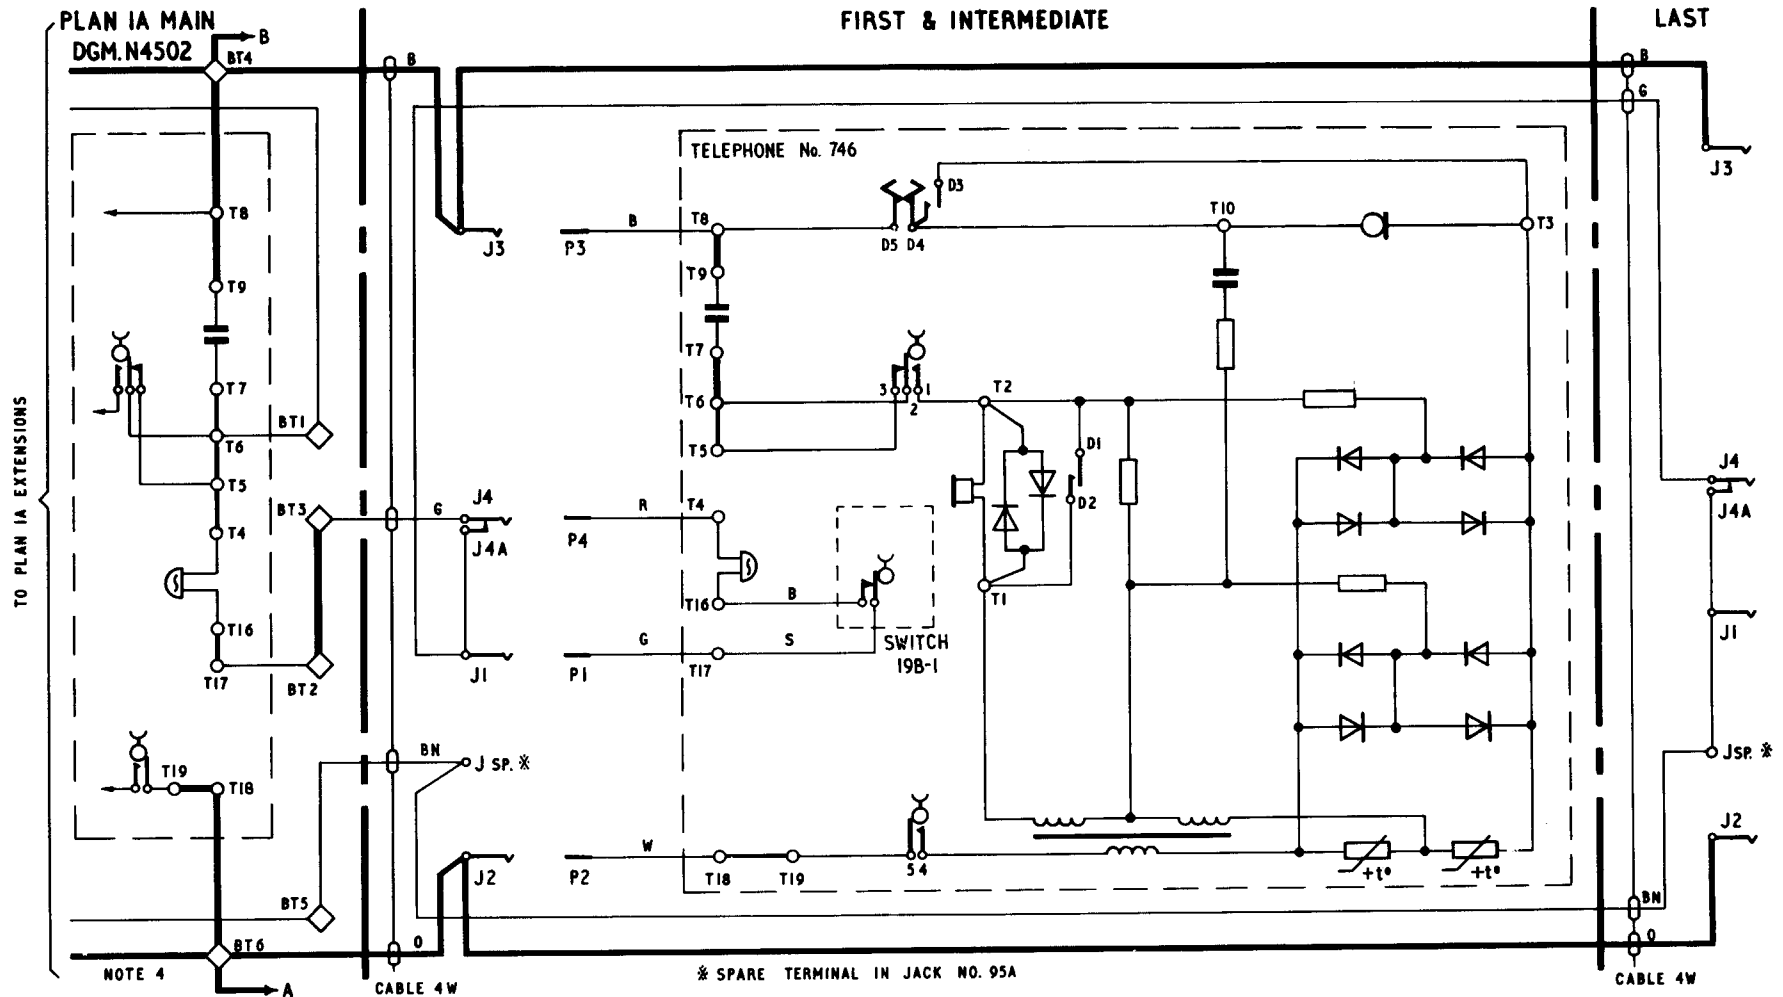 PLAN IA MAIN
DGM. N4502
FIRST & INTERMEDIATE
LAST
B
BT4
B
B
G
TELEPHONE No. 746
D3
J3
T8
J3
P3
B
T8
D5 D4
T10
T3
T9
T9
T7
T7
BT1
T6
T6
3
2
1
T2
T5
T5
D1
D2
TO PLAN IA EXTENSIONS
BT3
G
J4
J4A
P4
R
T4
T4
J4
J4A
T16
T16
B
T1
T17
BT2
J1
P1
G
T17
S
SWITCH
19B-1
J1
T19
T18
BN
J SP. ※
J SP. ※
BT5
J2
P2
W
T18
T19
5 4
+t°
+t°
J2
BN
BT6
O
O
NOTE 4
A
CABLE 4W
※ SPARE TERMINAL IN JACK NO. 95A
CABLE 4W